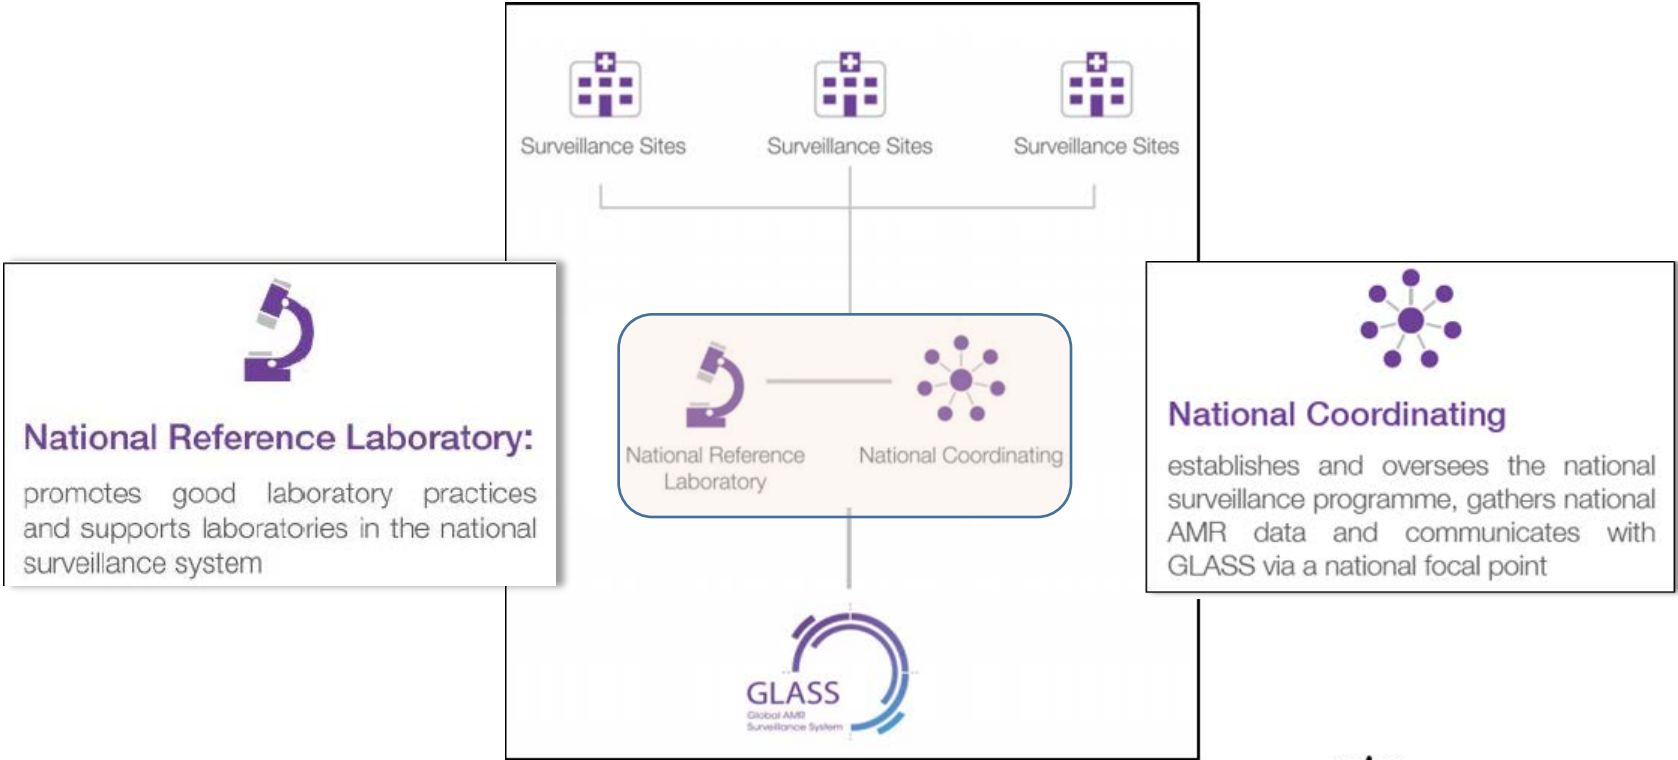 Surveillance Sites
Surveillance Sites
Surveillance Sites
National Reference Laboratory:
promotes good laboratory practices
and supports laboratories in the national
surveillance system
National Reference
Laboratory
National Coordinating
National Coordinating
establishes and oversees the national
surveillance programme, gathers national
AMR data and communicates with
GLASS via a national focal point
GLASS
Global AMR
Surveillance System